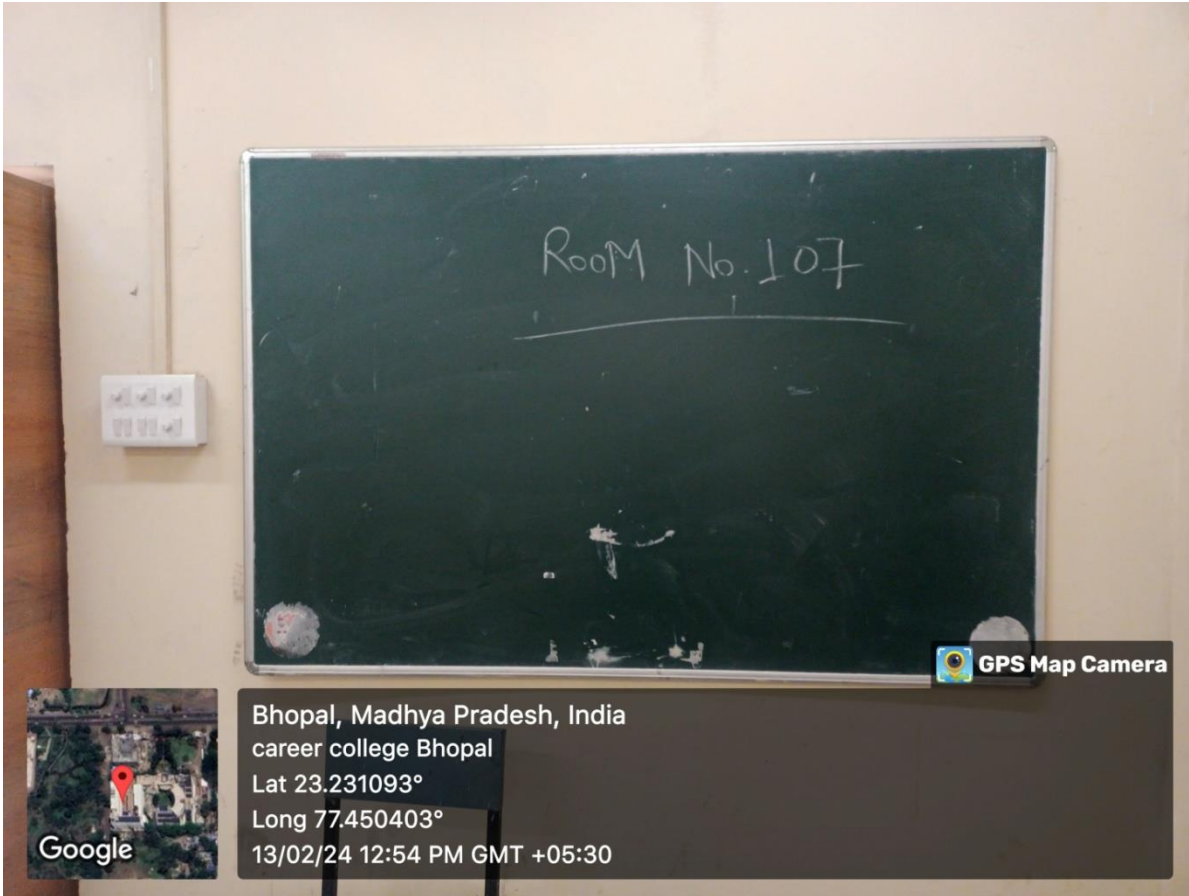 RooM No. 107
GPS Map Camera
Bhopal, Madhya Pradesh, India
career college Bhopal
Lat 23.231093°
Long 77.450403°
13/02/24 12:54 PM GMT +05:30
Google